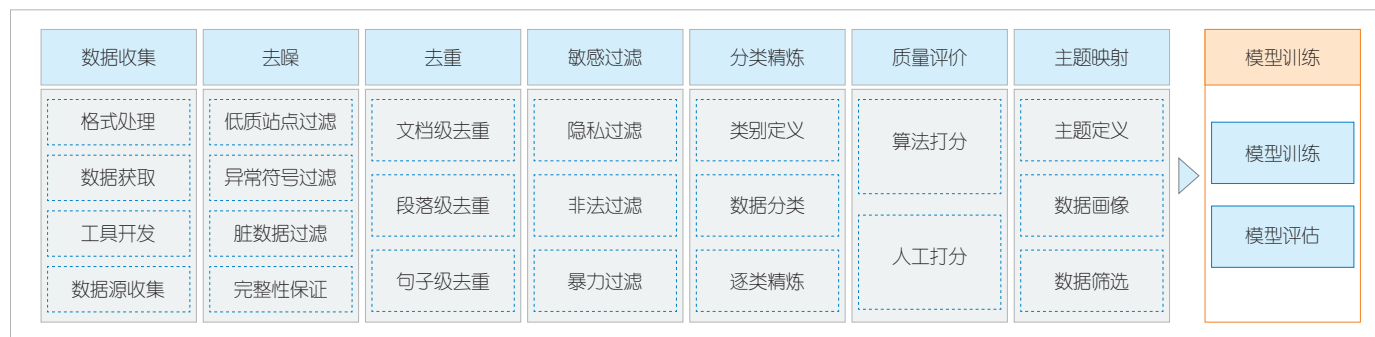 数据收集
格式处理
数据获取
工具开发
数据源收集
去噪
低质站点过滤
异常符号过滤
脏数据过滤
完整性保证
去重
文档级去重
段落级去重
句子级去重
敏感过滤
隐私过滤
非法过滤
暴力过滤
分类精炼
类别定义
数据分类
逐类精炼
质量评价
算法打分
人工打分
主题映射
主题定义
数据画像
数据筛选
模型训练
模型训练
模型评估